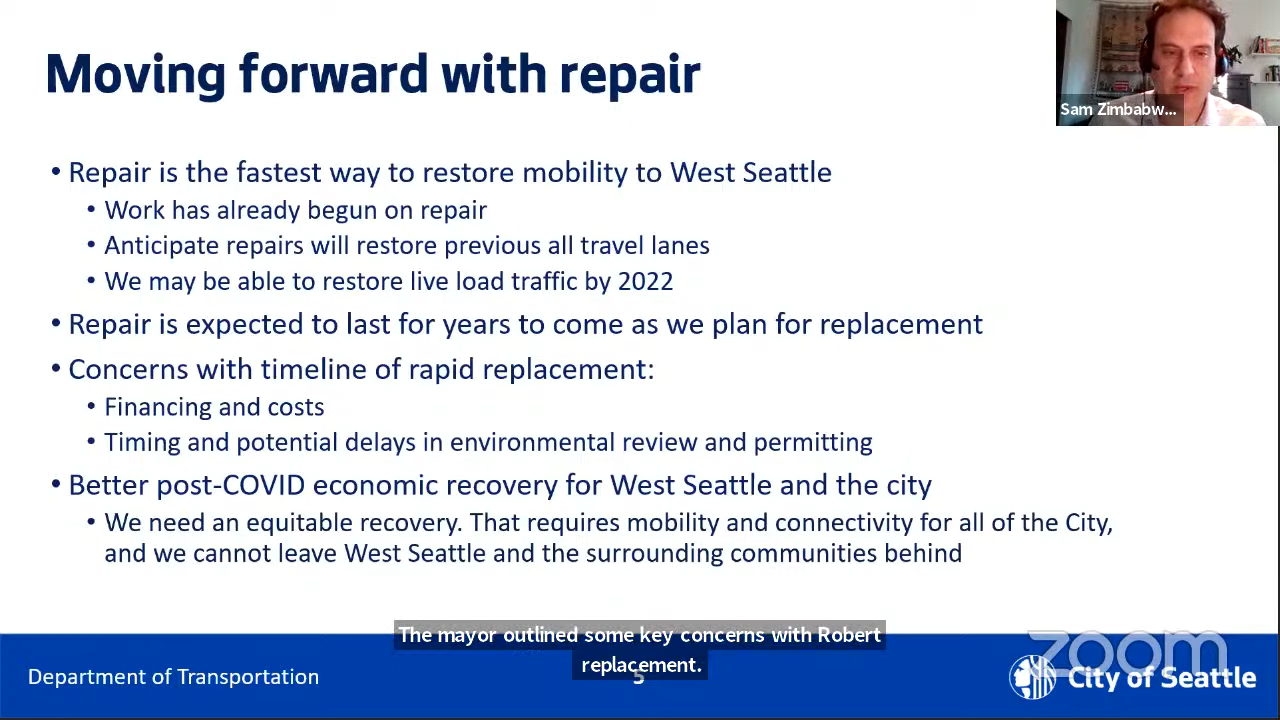 Moving forward with repair
Sam Zimbabw...
• Repair is the fastest way to restore mobility to West Seattle
• Work has already begun on repair
• Anticipate repairs will restore previous all travel lanes
• We may be able to restore live load traffic by 2022
• Repair is expected to last for years to come as we plan for replacement
• Concerns with timeline of rapid replacement:
• Financing and costs
• Timing and potential delays in environmental review and permitting
• Better post-COVID economic recovery for West Seattle and the city
• We need an equitable recovery. That requires mobility and connectivity for all of the City,
and we cannot leave West Seattle and the surrounding communities behind
The mayor outlined some key concerns with Robert
replacement.
Department of Transportation
5
zoom
City of Seattle